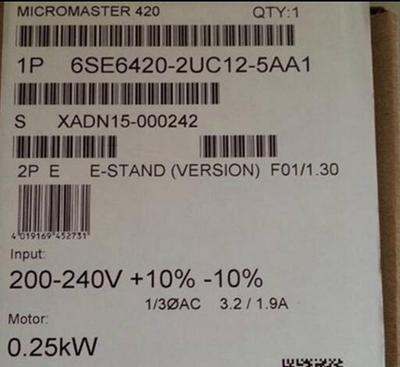 MICROMASTER 420 QTY:1
1P 6SE6420-2UC12-5AA1
S XADN15-000242
2P E E-STAND (VERSION) F01/1.30
4 019169 452731
Input:
200-240V +10% -10%
1/3ØAC 3.2 / 1.9A
Motor:
0.25kW